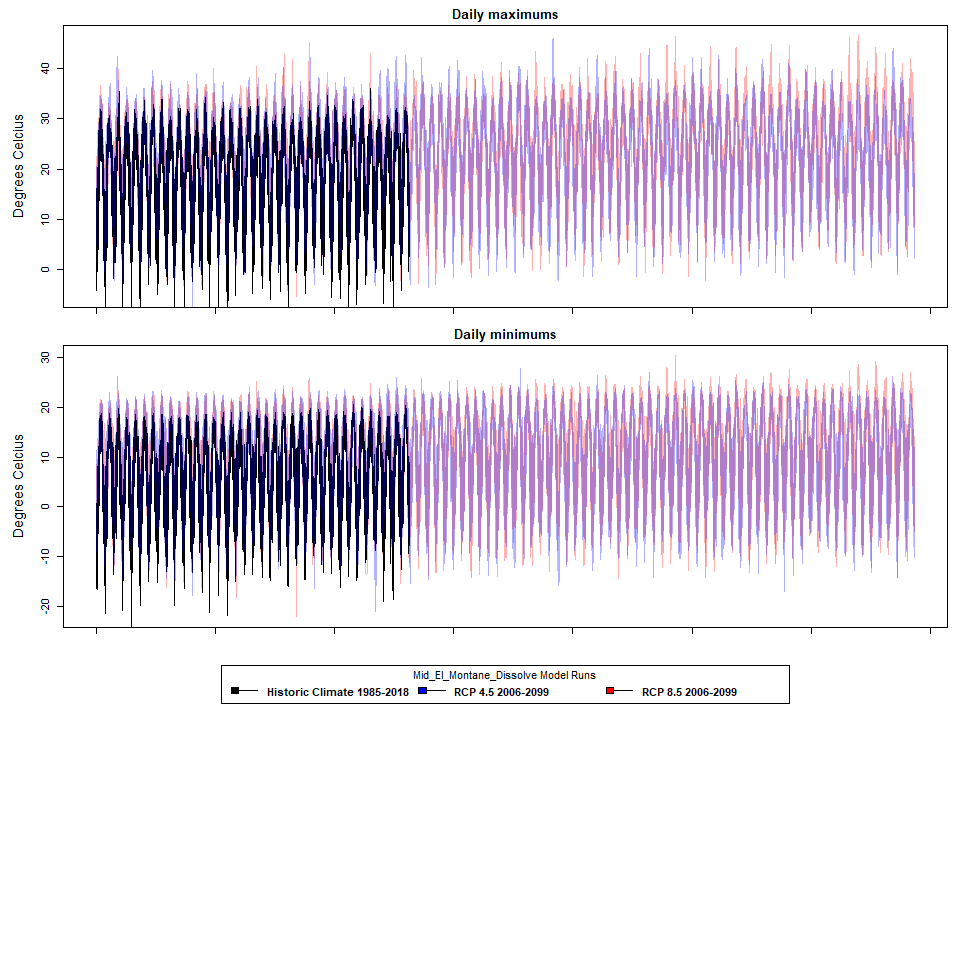 Daily maximums
Degrees Celcius
40
30
20
10
0
Daily minimums
Degrees Celcius
30
20
10
0
-10
-20
Mid_El_Montane_Dissolve Model Runs
Historic Climate 1985-2018 RCP 4.5 2006-2099 RCP 8.5 2006-2099